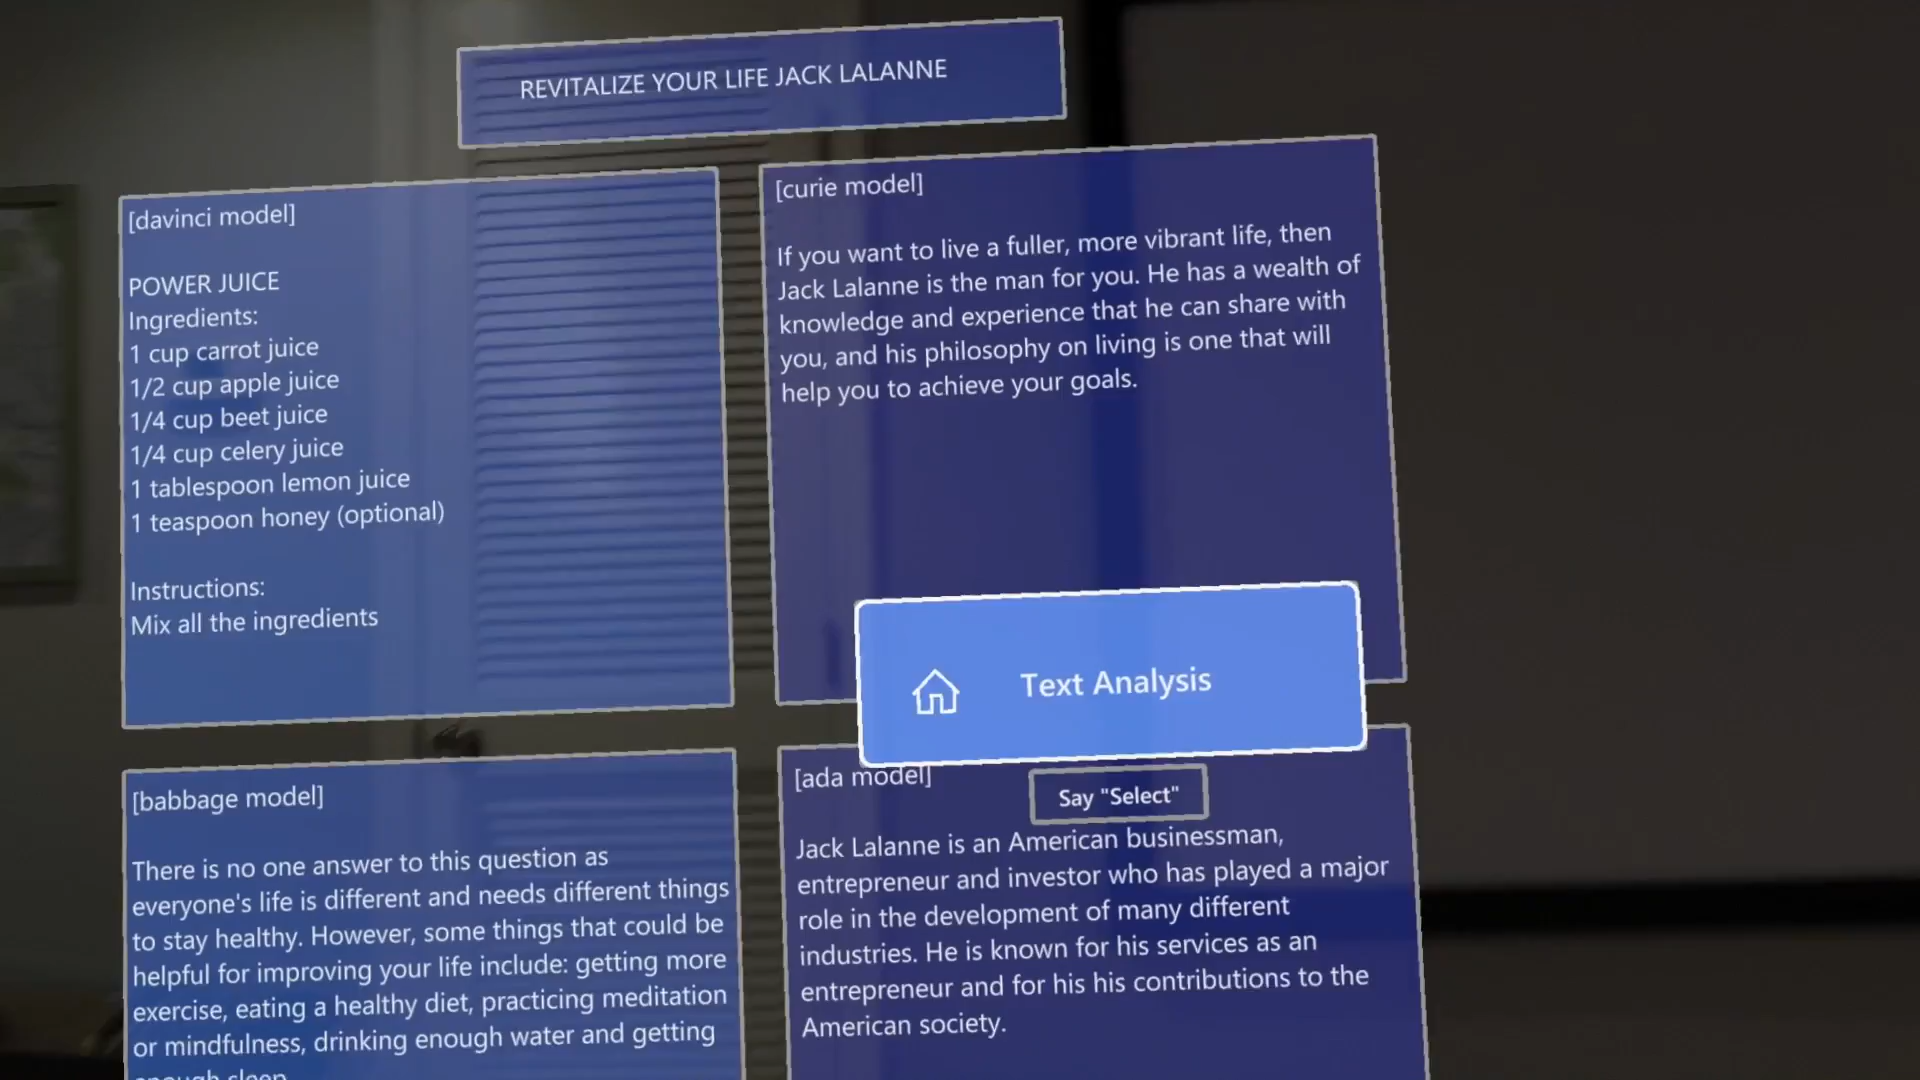 REVITALIZE YOUR LIFE JACK LALANNE
[davinci model]
POWER JUICE
Ingredients:
1 cup carrot juice
1/2 cup apple juice
1/4 cup beet juice
1/4 cup celery juice
1 tablespoon lemon juice
1 teaspoon honey (optional)
Instructions:
Mix all the ingredients
[curie model]
If you want to live a fuller, more vibrant life, then
Jack Lalanne is the man for you. He has a wealth of
knowledge and experience that he can share with
you, and his philosophy on living is one that will
help you to achieve your goals.
Text Analysis
Say "Select"
[babbage model]
There is no one answer to this question as
everyone's life is different and needs different things
to stay healthy. However, some things that could be
helpful for improving your life include: getting more
exercise, eating a healthy diet, practicing meditation
or mindfulness, drinking enough water and getting
enough sleep
[ada model]
Jack Lalanne is an American businessman,
entrepreneur and investor who has played a major
role in the development of many different
industries. He is known for his services as an
entrepreneur and for his his contributions to the
American society.